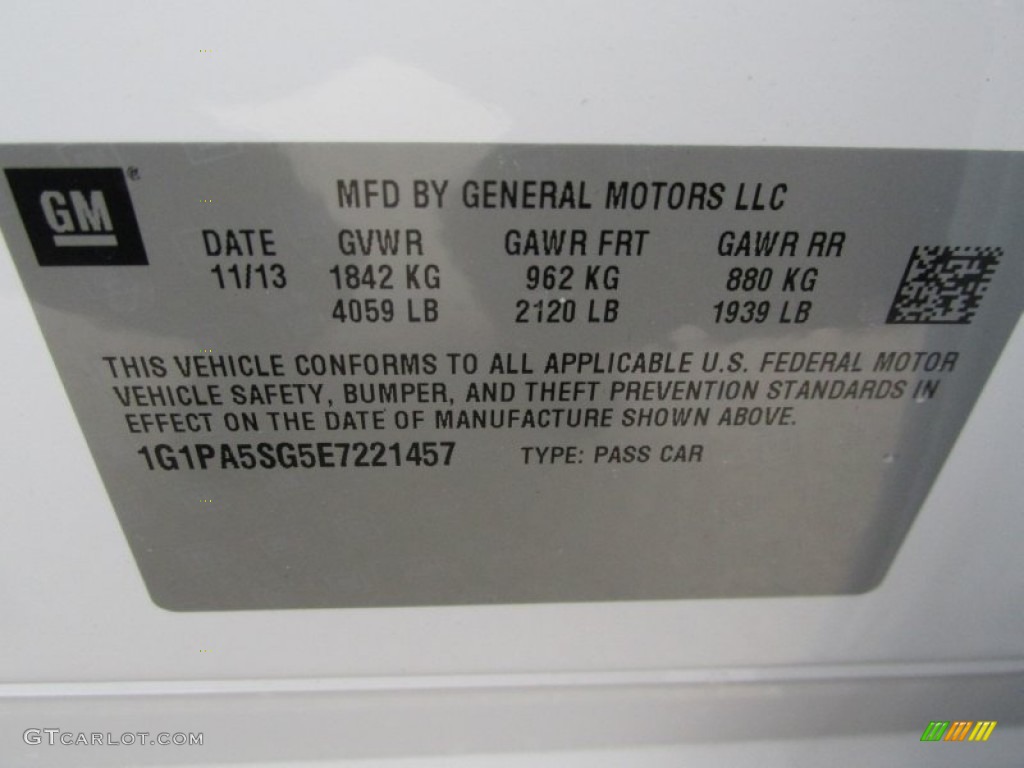 GM®
MFD BY GENERAL MOTORS LLC
DATE GVWR GAWR FRT GAWR RR
11/13 1842 KG 962 KG 880 KG
4059 LB 2120 LB 1939 LB
THIS VEHICLE CONFORMS TO ALL APPLICABLE U.S. FEDERAL MOTOR
VEHICLE SAFETY, BUMPER, AND THEFT PREVENTION STANDARDS IN
EFFECT ON THE DATE OF MANUFACTURE SHOWN ABOVE.
1G1PA5SG5E7221457 TYPE: PASS CAR
GTCARLOT.COM